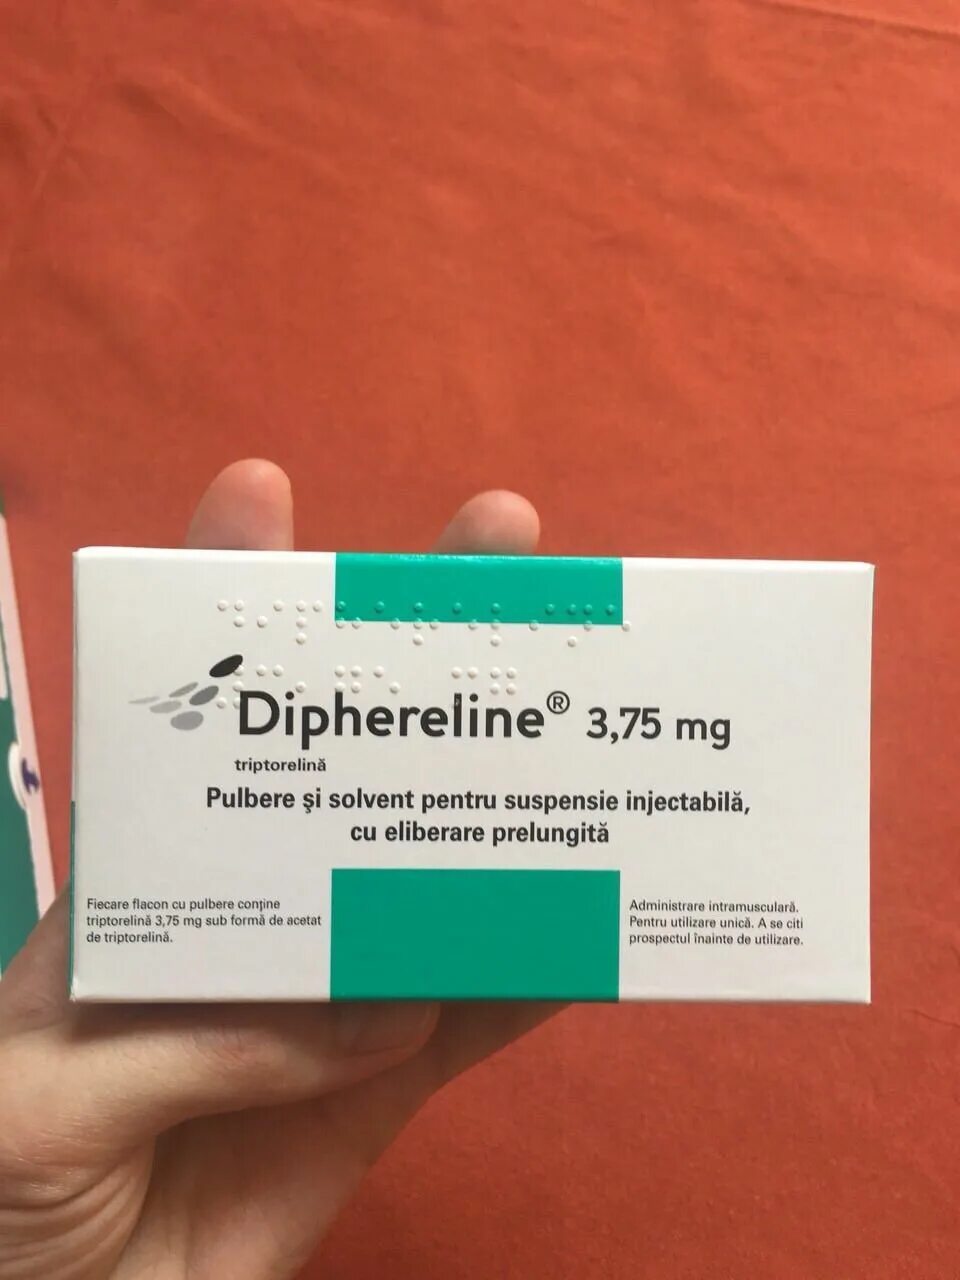 Diphereline® 3,75 mg
triptorelină
Pulbere şi solvent pentru suspensie injectabilă,
cu eliberare prelungită
Fiecare flacon cu pulbere conţine
triptorelină 3,75 mg sub formă de acetat
de triptorelină.
Administrare intramusculară.
Pentru utilizare unică. A se citi
prospectul înainte de utilizare.